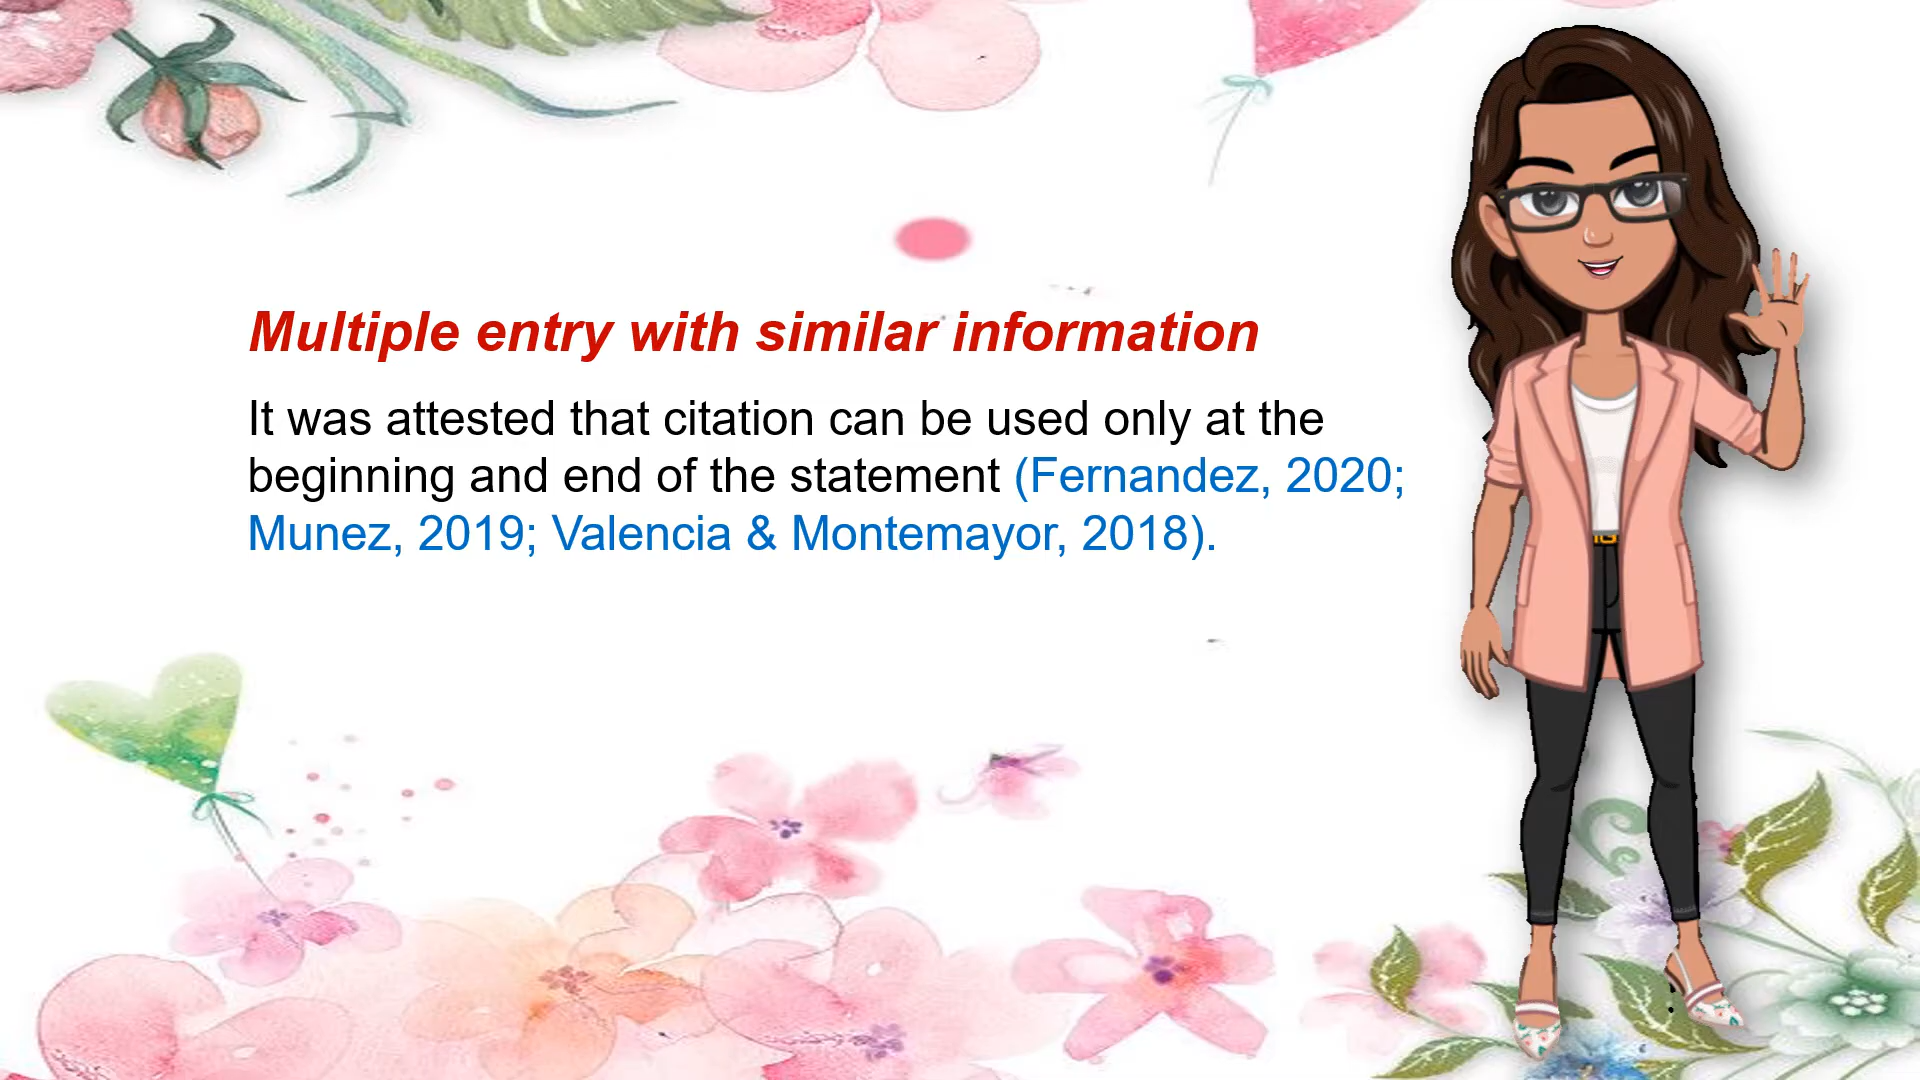 Multiple entry with similar information
It was attested that citation can be used only at the
beginning and end of the statement (Fernandez, 2020;
Munez, 2019; Valencia & Montemayor, 2018).